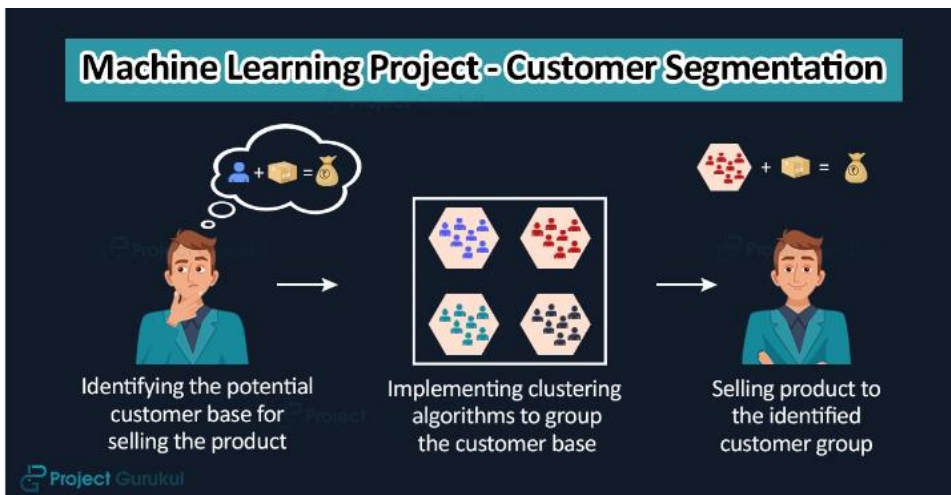 Machine Learning Project - Customer Segmentation
Identifying the potential
customer base for
selling the product
Implementing clustering
algorithms to group
the customer base
Selling product to
the identified
customer group
Project Gurukul